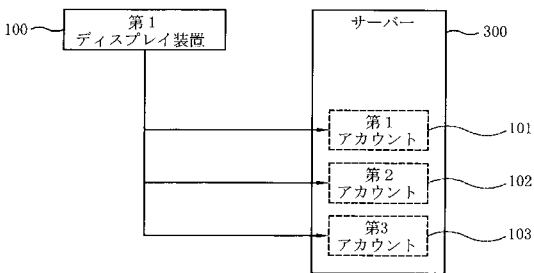 100
第１
ディスプレイ装置
サーバー
300
第１
アカウント
101
第２
アカウント
102
第3
アカウント
103